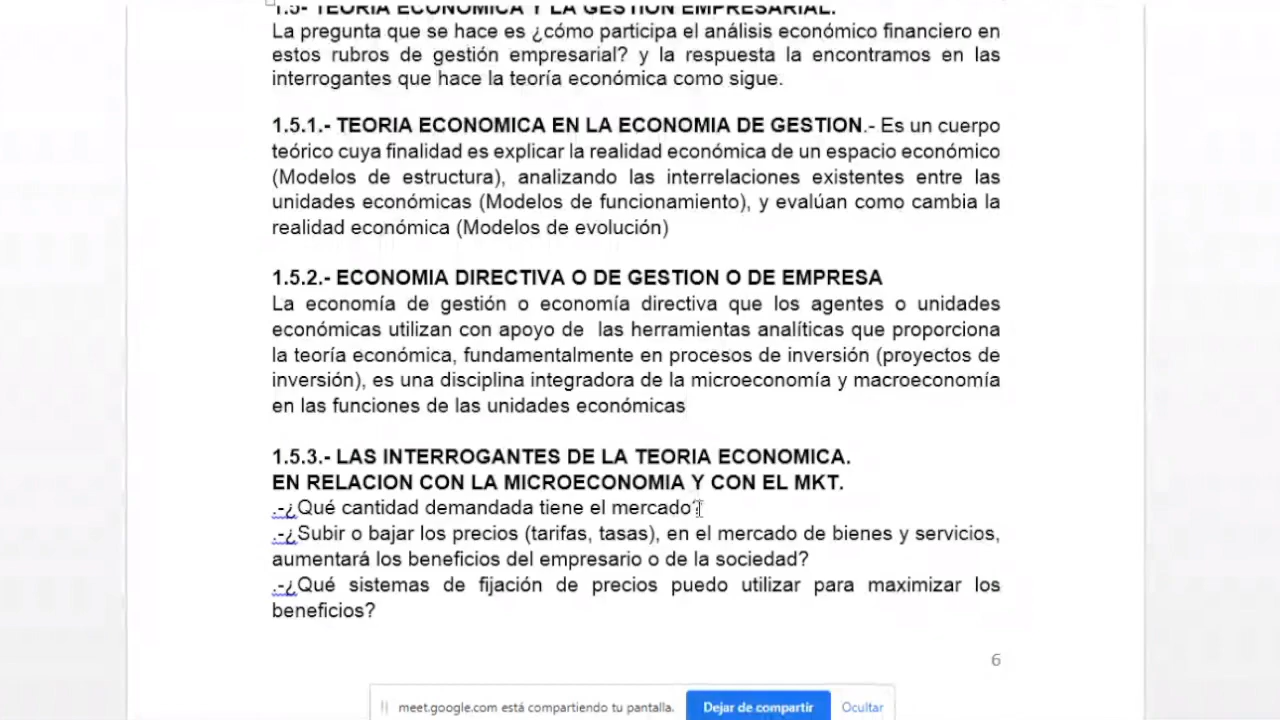 1.5- TEORIA ECONOMICA Y LA GESTION EMPRESARIAL.
La pregunta que se hace es ¿cómo participa el análisis económico financiero en
estos rubros de gestión empresarial? y la respuesta la encontramos en las
interrogantes que hace la teoría económica como sigue.
1.5.1.- TEORIA ECONOMICA EN LA ECONOMIA DE GESTION.- Es un cuerpo
teórico cuya finalidad es explicar la realidad económica de un espacio económico
(Modelos de estructura), analizando las interrelaciones existentes entre las
unidades económicas (Modelos de funcionamiento), y evalúan como cambia la
realidad económica (Modelos de evolución)
1.5.2.- ECONOMIA DIRECTIVA O DE GESTION O DE EMPRESA
La economía de gestión o economía directiva que los agentes o unidades
económicas utilizan con apoyo de las herramientas analíticas que proporciona
la teoría económica, fundamentalmente en procesos de inversión (proyectos de
inversión), es una disciplina integradora de la microeconomía y macroeconomía
en las funciones de las unidades económicas
1.5.3.- LAS INTERROGANTES DE LA TEORIA ECONOMICA.
EN RELACION CON LA MICROECONOMIA Y CON EL MKT.
.-¿Qué cantidad demandada tiene el mercado?
.-¿Subir o bajar los precios (tarifas, tasas), en el mercado de bienes y servicios,
aumentará los beneficios del empresario o de la sociedad?
.-¿Qué sistemas de fijación de precios puedo utilizar para maximizar los
beneficios?
6
meet.google.com está compartiendo tu pantalla. Dejar de compartir Ocultar